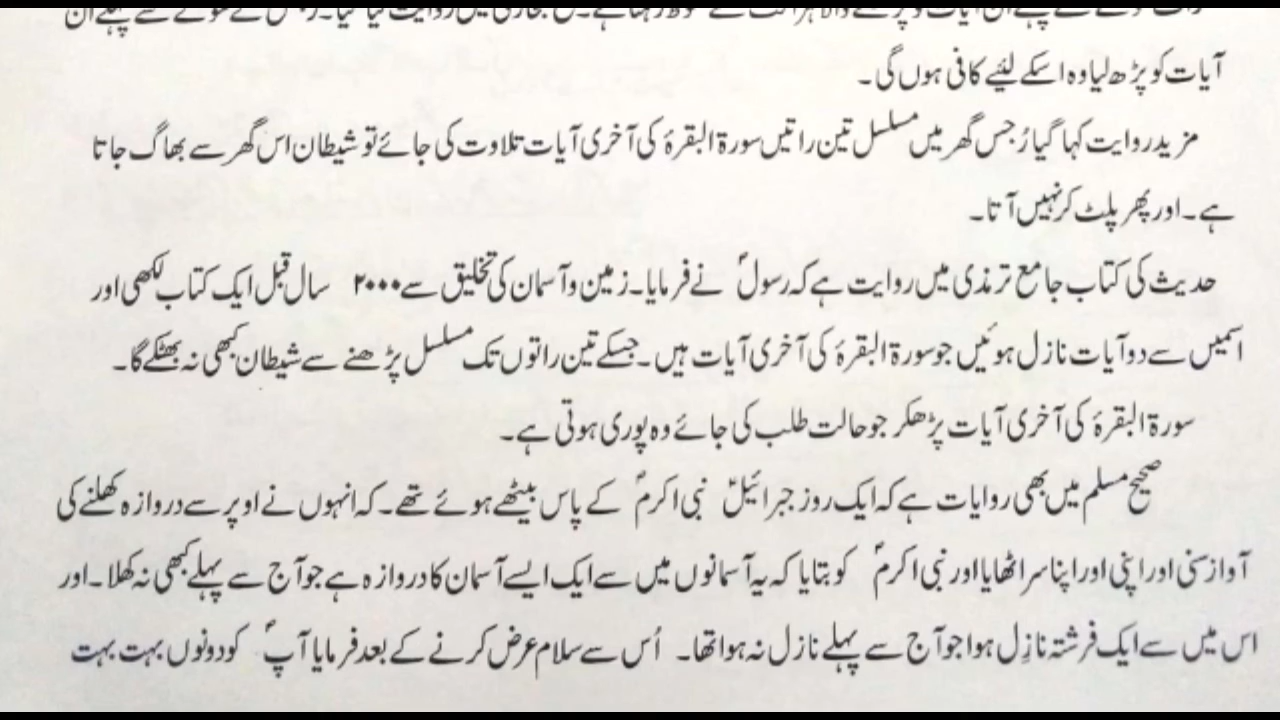 آیات کو پڑھ لیا وہ اسکے لئیے کافی ہوں گی۔
مزید روایت کہا گیا رُجس گھر میں مسلسل تین راتیں سورۃ البقرۂ کی آخری آیات تلاوت کی جائے تو شیطان اس گھر سے بھاگ جاتا
ہے۔ اور پھر پلٹ کر نہیں آتا۔
حدیث کی کتاب جامع ترمذی میں روایت ہے کہ رسولؐ نے فرمایا۔ زمین و آسمان کی تخلیق سے ۲۰۰۰ سال قبل ایک کتاب لکھی اور
اسمیں سے دو آیات نازل ہوئیں جو سورۃ البقرۂ کی آخری آیات ہیں۔ جسکے تین راتوں تک مسلسل پڑھنے سے شیطان کبھی نہ بھٹکے گا۔
سورۃ البقرۂ کی آخری آیات پڑھکر جو حالت طلب کی جائے وہ پوری ہوتی ہے۔
صحیح مسلم میں بھی روایات ہے کہ ایک روز جبرائیلؑ نبی اکرمؐ کے پاس بیٹھے ہوئے تھے۔ کہ انہوں نے اوپر سے دروازہ کھلنے کی
آواز سنی اور اپنی اور اپنا سر اٹھایا اور نبی اکرمؐ کو بتایا کہ یہ آسمانوں میں سے ایک ایسے آسمان کا دروازہ ہے جو آج سے پہلے کبھی نہ کھلا۔ اور
اس میں سے ایک فرشتہ نازِل ہوا جو آج سے پہلے نازل نہ ہوا تھا۔ اُس سے سلام عرض کرنے کے بعد فرمایا آپؐ کو دونوں بہت بہت